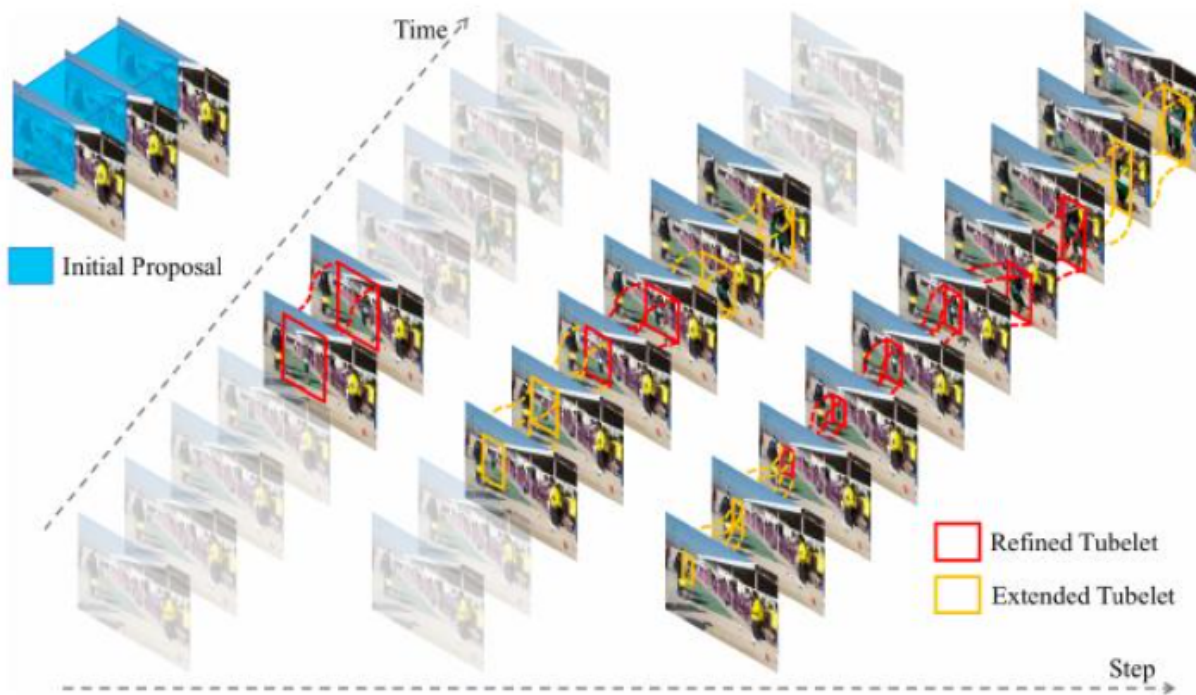 Time
Initial Proposal
Refined Tubelet
Extended Tubelet
Step